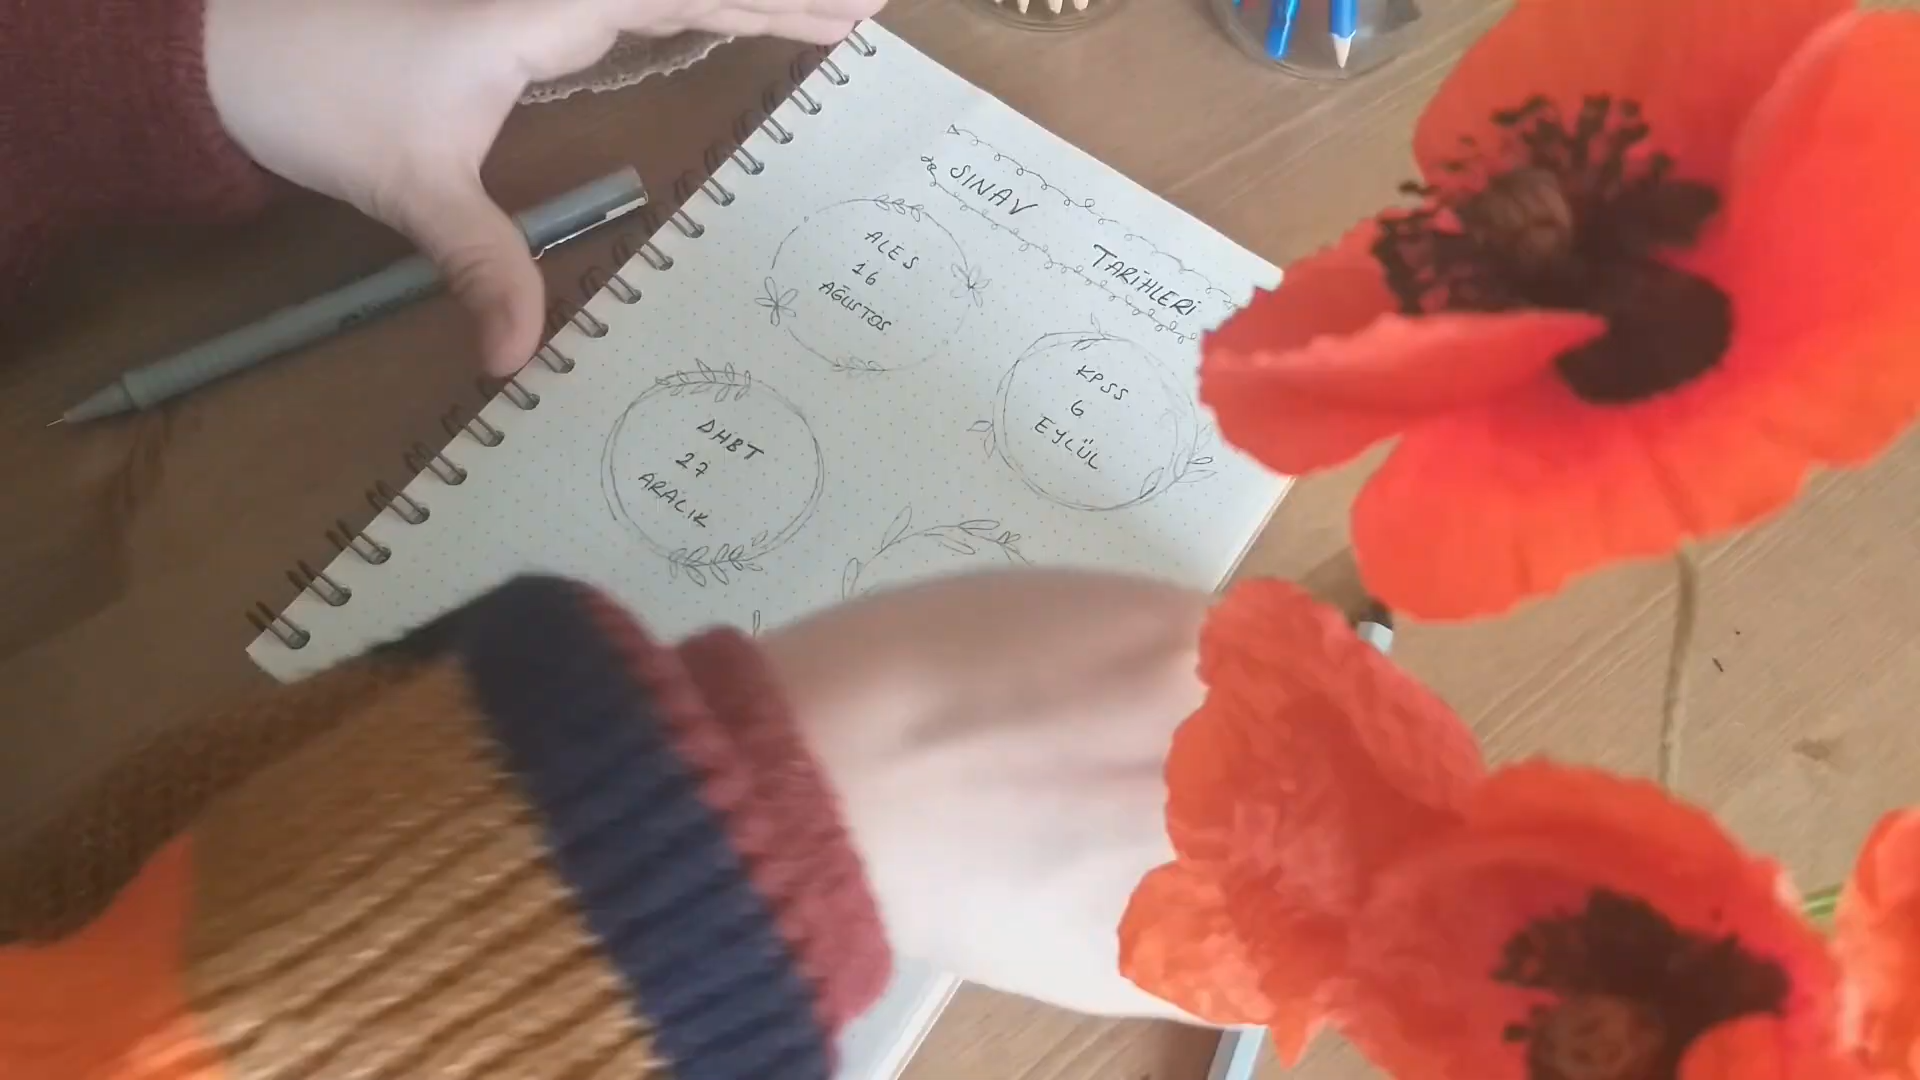 SINAV
TARİHLERİ
ALES
16
AĞUSTOS
KPSS
6
EYLÜL
DHBT
27
ARALIK